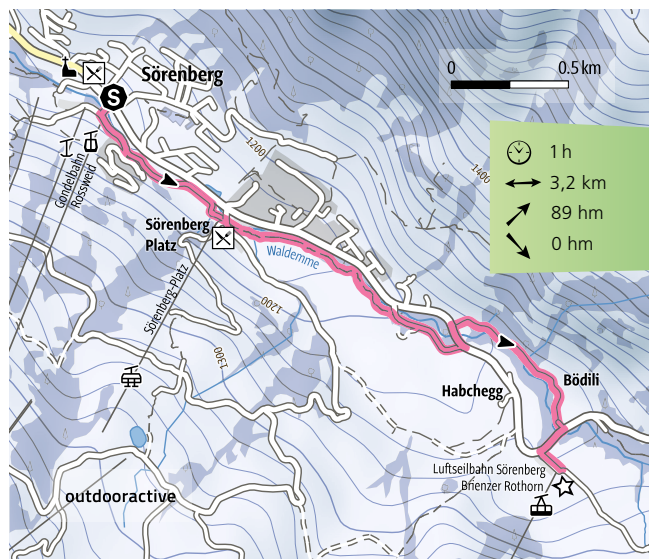 Sörenberg
0 0.5 km
S
1 h
3,2 km
89 hm
0 hm
1200
1400
Gondelbahn
Rossweid
Sörenberg
Platz
Waldemme
Sörenberg-Platz
1200
1300
Habchegg
Bödili
Luftseilbahn Sörenberg
Brienzer Rothorn
outdooractive